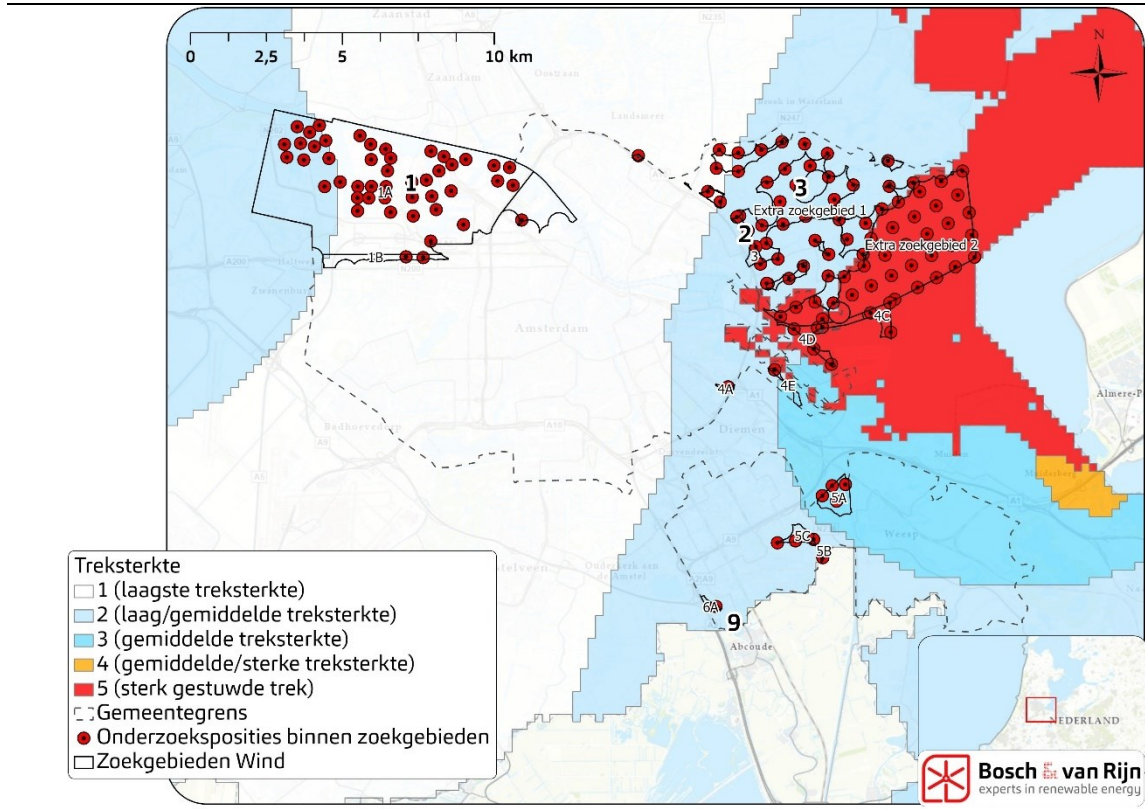 Zaanstad
N235
N
0 2,5 5 10 km
Zaandam
Oostzaan
Landsmeer
Broek in Waterland
N247
1
1A
3
Extra zoekgebied 1
2
Extra zoekgebied 2
3
1B
A200
Halfweg
N200
Zwanenburg
Amsterdam
4C
4D
4A
4E
Almere-P
A9
Badhoevedorp
A10
Diemen
Muiden
Muiderberg
A5
A1
5A
5C
Weesp
5B
Ouderkerk aan
de Amstel
A2(A9)
6A
9
Abcoude
Treksterkte
1 (laagste treksterkte)
2 (laag/gemiddelde treksterkte)
3 (gemiddelde treksterkte)
4 (gemiddelde/sterke treksterkte)
5 (sterk gestuwde trek)
Gemeentegrens
Onderzoeksposities binnen zoekgebieden
Zoekgebieden Wind
NEDERLAND
Bosch & van Rijn
experts in renewable energy